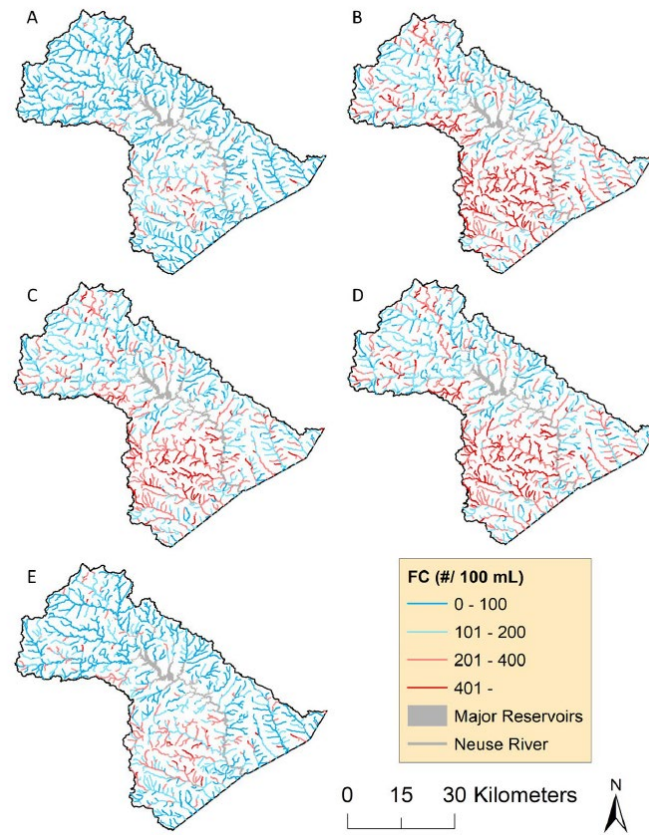 A
B
C
D
E
FC (#/ 100 mL)
0 - 100
101 - 200
201 - 400
401 -
Major Reservoirs
Neuse River
0 15 30 Kilometers
N